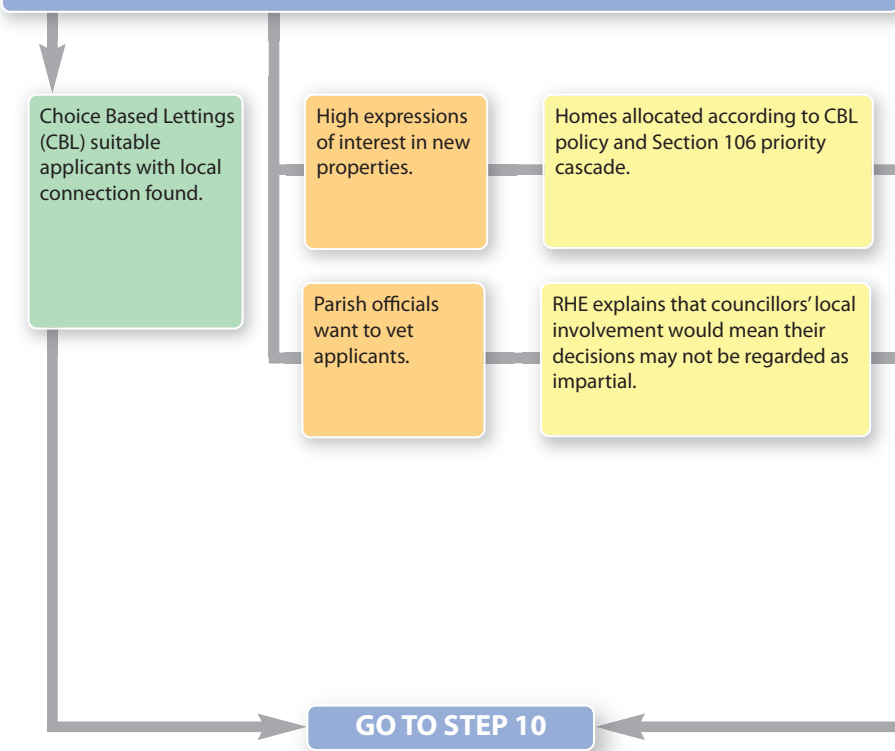 Choice Based Lettings
(CBL) suitable
applicants with local
connection found.
High expressions
of interest in new
properties.
Homes allocated according to CBL
policy and Section 106 priority
cascade.
Parish officials
want to vet
applicants.
RHE explains that councillors’ local
involvement would mean their
decisions may not be regarded as
impartial.
GO TO STEP 10